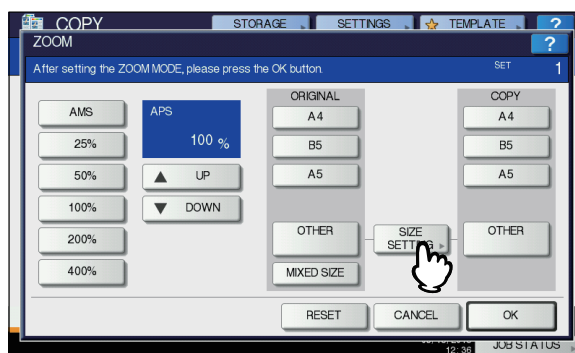 COPY STORAGE SETTINGS TEMPLATE ?
ZOOM ?
After setting the ZOOM MODE, please press the OK button. SET 1
ORIGINAL COPY
AMS APS A4 A4
25% 100 % B5 B5
50% UP A5 A5
100% DOWN
200% OTHER SIZE SETTING OTHER
400% MIXED SIZE
RESET CANCEL OK
12:36 JOB STATUS